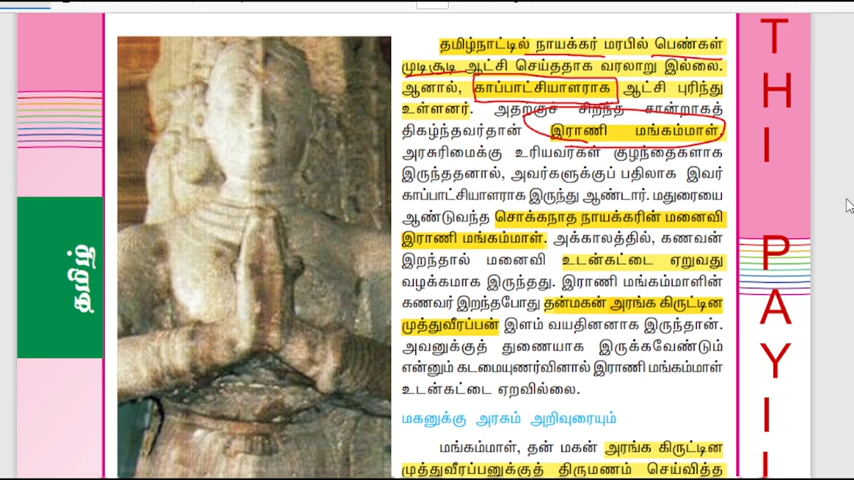 தமிழ்நாட்டில் நாயக்கர் மரபில் பெண்கள்
முடிசூடி ஆட்சி செய்ததாக வரலாறு இல்லை.
ஆனால், காப்பாட்சியாளராக ஆட்சி புரிந்து
உள்ளனர். அதற்குச் சிறந்த சான்றாகத்
திகழ்ந்தவர்தான் இராணி மங்கம்மாள்.
அரசுரிமைக்கு உரியவர்கள் குழந்தைகளாக
இருந்ததனால், அவர்களுக்குப் பதிலாக இவர்
காப்பாட்சியாளராக இருந்து ஆண்டார். மதுரையை
ஆண்டுவந்த சொக்கநாத நாயக்கரின் மனைவி
இராணி மங்கம்மாள். அக்காலத்தில், கணவன்
இறந்தால் மனைவி உடன்கட்டை ஏறுவது
வழக்கமாக இருந்தது. இராணி மங்கம்மாளின்
கணவர் இறந்தபோது தன்மகன் அரங்க கிருட்டின
முத்துவீரப்பன் இளம் வயதினனாக இருந்தான்.
அவனுக்குத் துணையாக இருக்கவேண்டும்
என்னும் கடமையுணர்வினால் இராணி மங்கம்மாள்
உடன்கட்டை ஏறவில்லை.
மகனுக்கு அரசும் அறிவுரையும்
மங்கம்மாள், தன் மகன் அரங்க கிருட்டின
முத்துவீரப்பனுக்குத் திருமணம் செய்வித்த
தமிழ்
THI PAYI